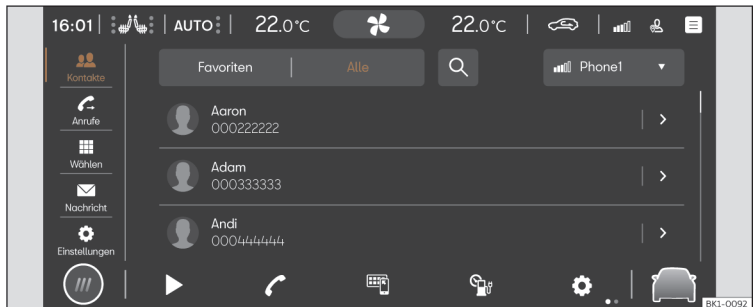 16:01 AUTO 22.0°C 22.0°C
Kontakte
Favoriten Alle Phone1
Anrufe
Aaron
000222222
Wählen
Adam
000333333
Nachricht
Andi
000444444
Einstellungen
BK1-0092